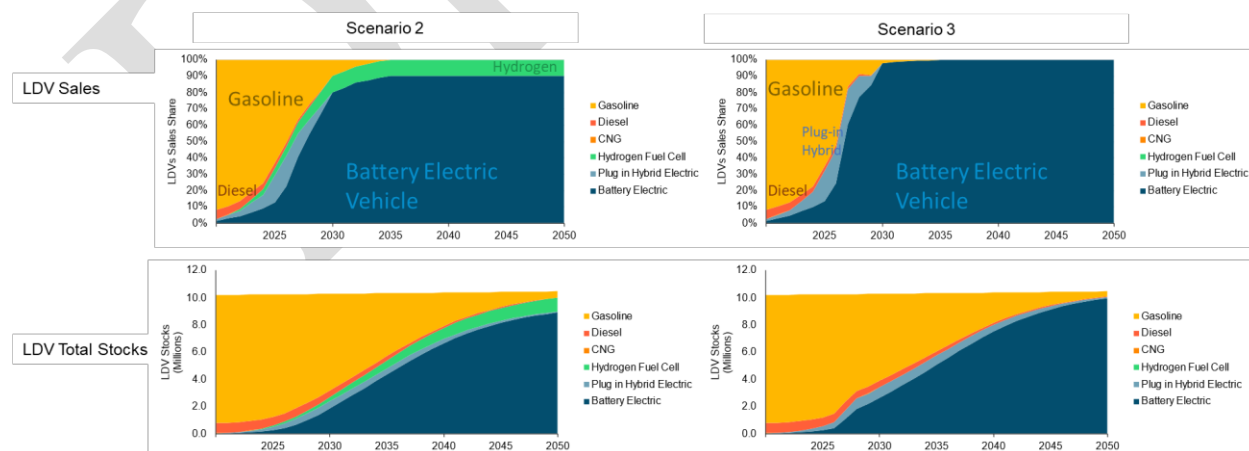 Scenario 2
Scenario 3
LDV Sales
LDVs Sales Share
100%
90%
80%
70%
60%
50%
40%
30%
20%
10%
0%
Gasoline
Diesel
Hydrogen
Battery Electric
Vehicle
2025 2030 2035 2040 2045 2050
Gasoline
Diesel
CNG
Hydrogen Fuel Cell
Plug in Hybrid Electric
Battery Electric
LDVs Sales Share
100%
90%
80%
70%
60%
50%
40%
30%
20%
10%
0%
Gasoline
Plug-in
Hybrid
Diesel
Battery Electric
Vehicle
2025 2030 2035 2040 2045 2050
Gasoline
Diesel
CNG
Hydrogen Fuel Cell
Plug in Hybrid Electric
Battery Electric
LDV Total Stocks
LDV Stocks
(Millions)
12.0
10.0
8.0
6.0
4.0
2.0
0.0
2025 2030 2035 2040 2045 2050
Gasoline
Diesel
CNG
Hydrogen Fuel Cell
Plug in Hybrid Electric
Battery Electric
LDV Stocks
(Millions)
12.0
10.0
8.0
6.0
4.0
2.0
0.0
2025 2030 2035 2040 2045 2050
Gasoline
Diesel
CNG
Hydrogen Fuel Cell
Plug in Hybrid Electric
Battery Electric